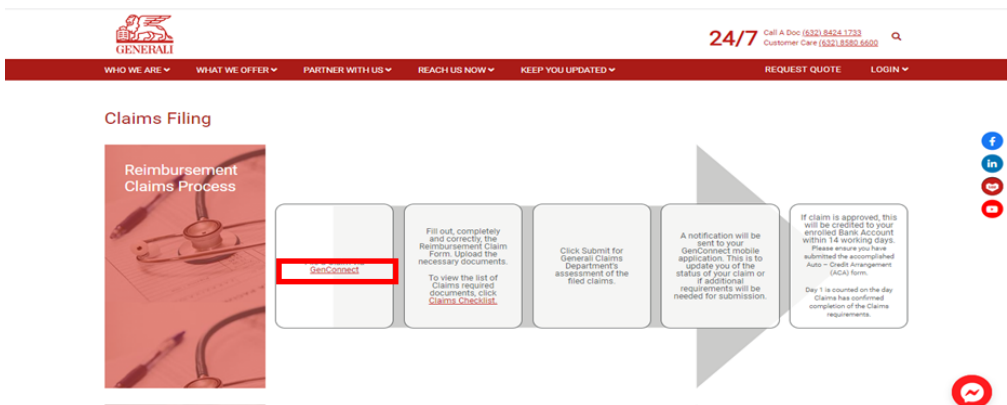 GENERALI
24/7
Call A Doc (632) 8424 1733
Customer Care (632) 8580 6600
WHO WE ARE
WHAT WE OFFER
PARTNER WITH US
REACH US NOW
KEEP YOU UPDATED
REQUEST QUOTE
LOGIN
Claims Filing
Reimbursement
Claims Process
GenConnect
Fill out, completely
and correctly, the
Reimbursement Claim
Form. Upload the
necessary documents.
To view the list of
Claims required
documents, click
Claims Checklist.
Click Submit for
Generali Claims
Department's
assessment of the
filed claims.
A notification will be
sent to your
GenConnect mobile
application. This is to
update you of the
status of your claim or
if additional
requirements will be
needed for submission.
If claim is approved, this
will be credited to your
enrolled Bank Account
within 14 working days.
Please ensure you have
submitted the accomplished
Auto – Credit Arrangement
(ACA) form.
Day 1 is counted on the day
Claims has confirmed
completion of the Claims
requirements.
f
in